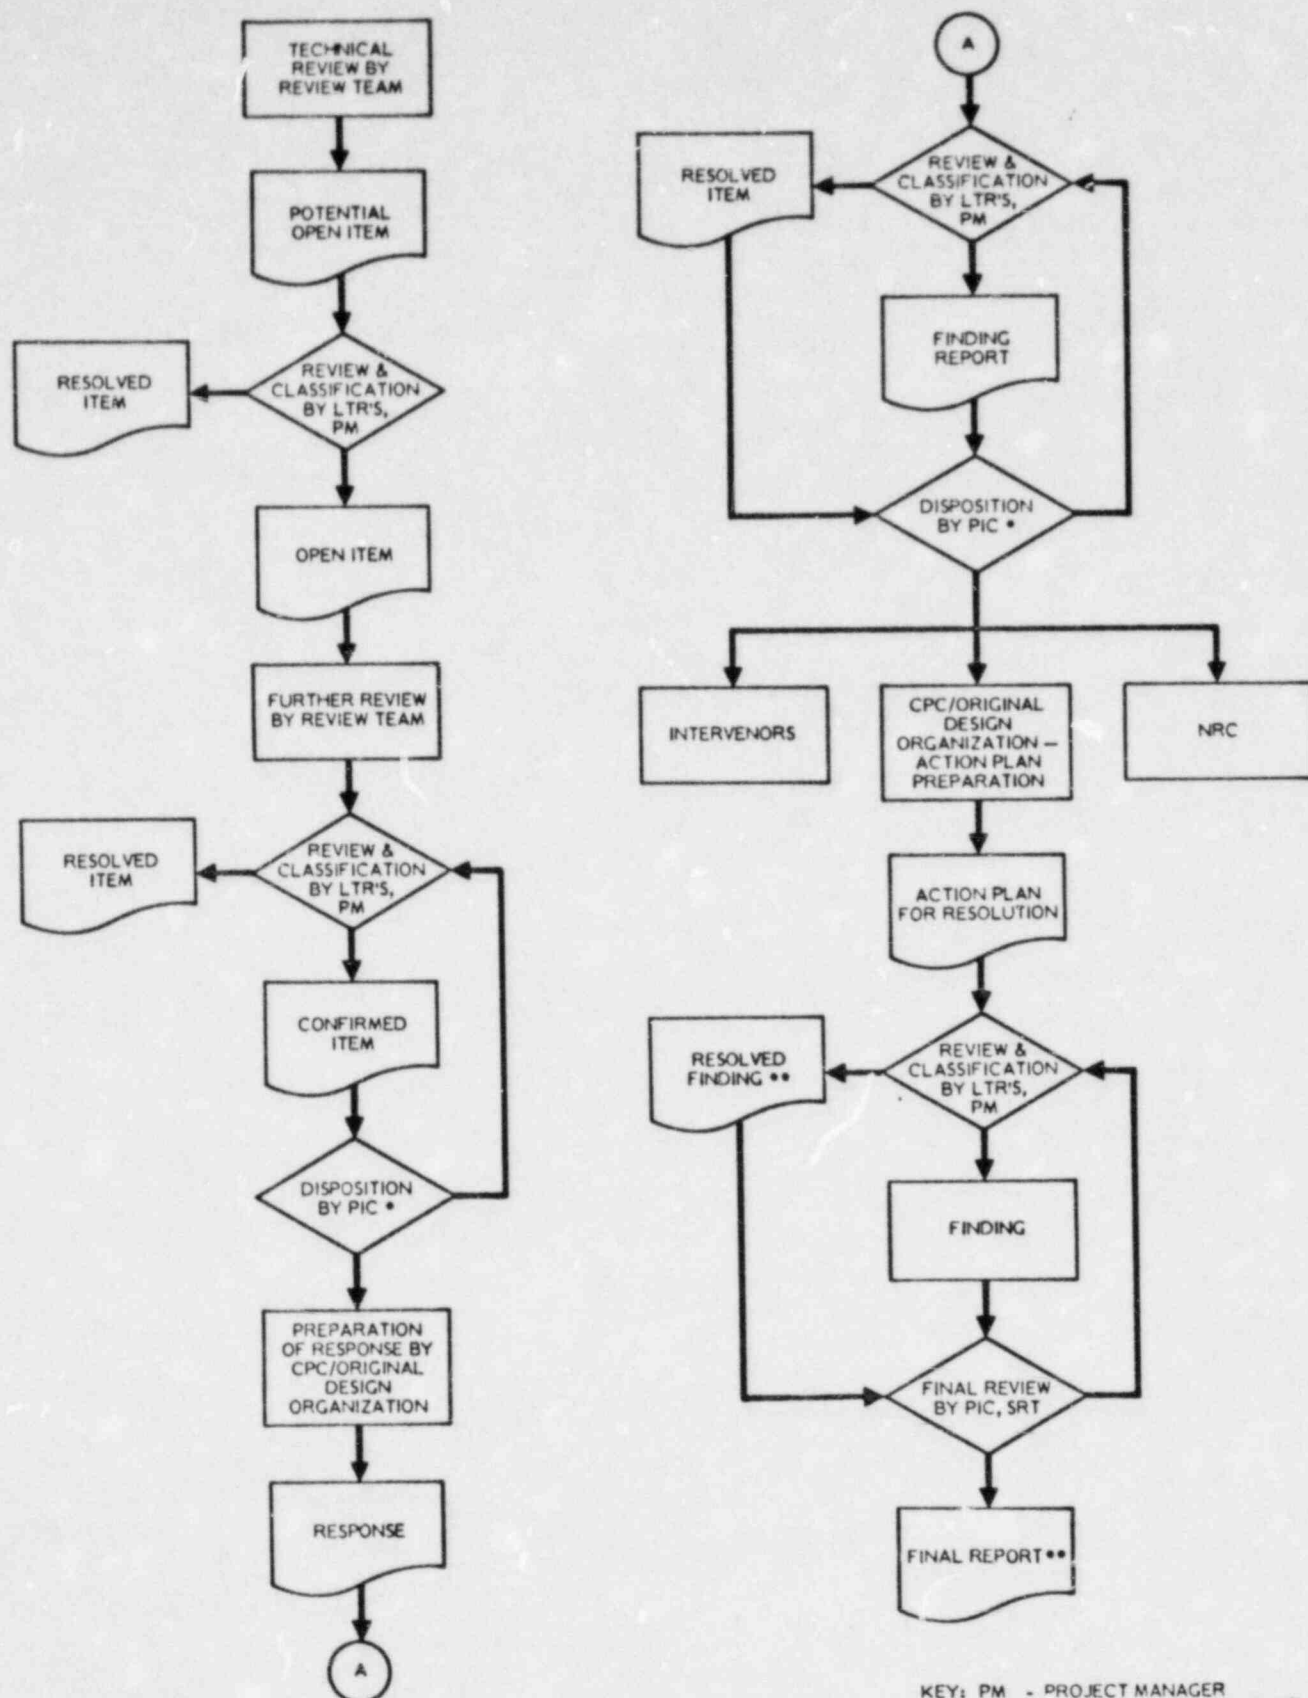 TECHNICAL
REVIEW BY
REVIEW TEAM
POTENTIAL
OPEN ITEM
RESOLVED
ITEM
REVIEW &
CLASSIFICATION
BY LTR'S,
PM
OPEN ITEM
FURTHER REVIEW
BY REVIEW TEAM
RESOLVED
ITEM
REVIEW &
CLASSIFICATION
BY LTR'S,
PM
CONFIRMED
ITEM
DISPOSITION
BY PIC *
PREPARATION
OF RESPONSE BY
CPC/ORIGINAL
DESIGN
ORGANIZATION
RESPONSE
A
A
RESOLVED
ITEM
REVIEW &
CLASSIFICATION
BY LTR'S,
PM
FINDING
REPORT
DISPOSITION
BY PIC *
INTERVENORS
CPC/ORIGINAL
DESIGN
ORGANIZATION —
ACTION PLAN
PREPARATION
NRC
ACTION PLAN
FOR RESOLUTION
RESOLVED
FINDING **
REVIEW &
CLASSIFICATION
BY LTR'S,
PM
FINDING
FINAL REVIEW
BY PIC, SRT
FINAL REPORT **
KEY: PM - PROJECT MANAGER